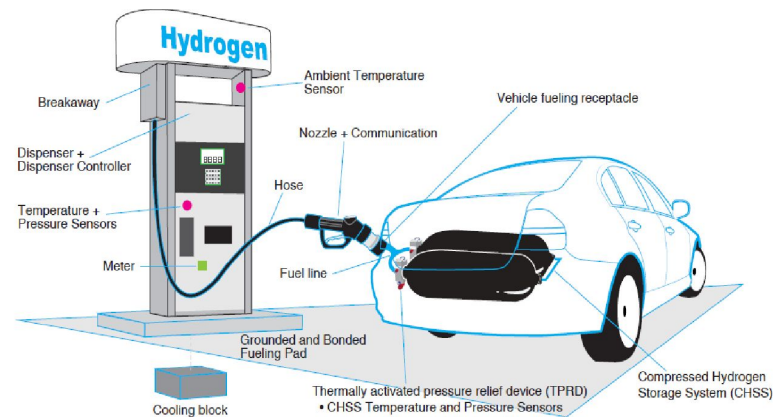 Hydrogen
Ambient Temperature
Sensor
Breakaway
Vehicle fueling receptacle
Nozzle + Communication
Dispenser +
Dispenser Controller
Hose
Temperature +
Pressure Sensors
Meter
Fuel line
Grounded and Bonded
Fueling Pad
Cooling block
Thermally activated pressure relief device (TPRD)
• CHSS Temperature and Pressure Sensors
Compressed Hydrogen
Storage System (CHSS)